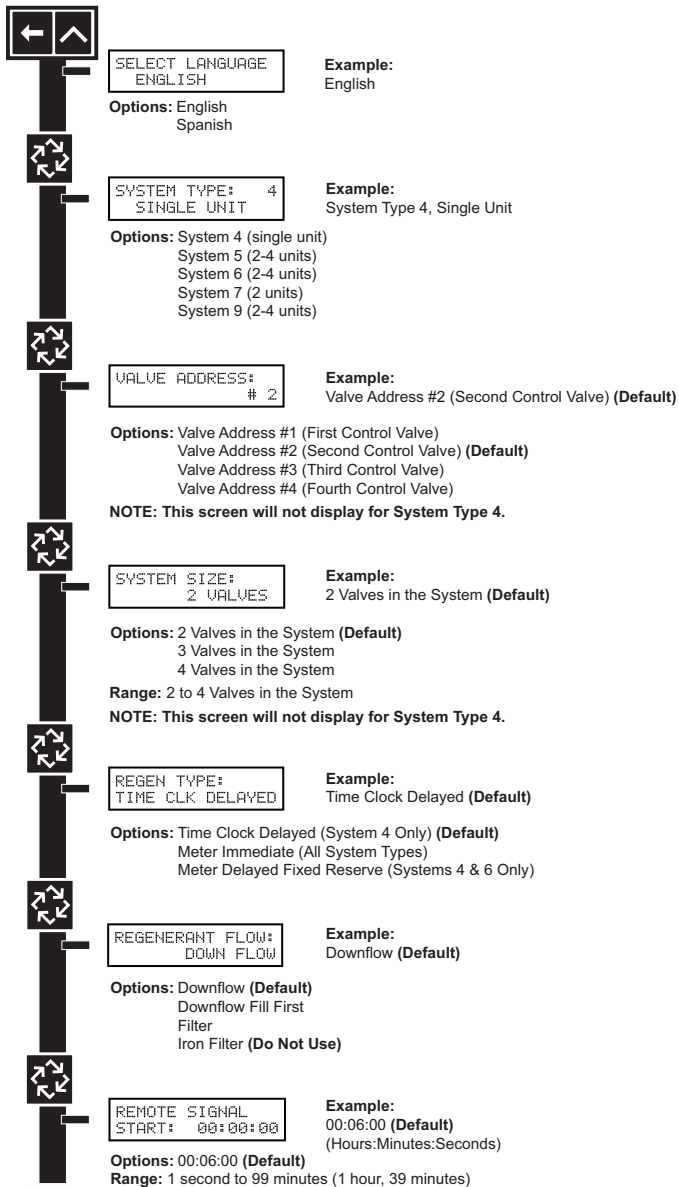 SELECT LANGUAGE
ENGLISH
Example:
English
Options: English
Spanish
SYSTEM TYPE: 4
SINGLE UNIT
Example:
System Type 4, Single Unit
Options: System 4 (single unit)
System 5 (2-4 units)
System 6 (2-4 units)
System 7 (2 units)
System 9 (2-4 units)
VALVE ADDRESS:
# 2
Example:
Valve Address #2 (Second Control Valve) (Default)
Options: Valve Address #1 (First Control Valve)
Valve Address #2 (Second Control Valve) (Default)
Valve Address #3 (Third Control Valve)
Valve Address #4 (Fourth Control Valve)
NOTE: This screen will not display for System Type 4.
SYSTEM SIZE:
2 VALVES
Example:
2 Valves in the System (Default)
Options: 2 Valves in the System (Default)
3 Valves in the System
4 Valves in the System
Range: 2 to 4 Valves in the System
NOTE: This screen will not display for System Type 4.
REGEN TYPE:
TIME CLK DELAYED
Example:
Time Clock Delayed (Default)
Options: Time Clock Delayed (System 4 Only) (Default)
Meter Immediate (All System Types)
Meter Delayed Fixed Reserve (Systems 4 & 6 Only)
REGENERANT FLOW:
DOWN FLOW
Example:
Downflow (Default)
Options: Downflow (Default)
Downflow Fill First
Filter
Iron Filter (Do Not Use)
REMOTE SIGNAL
START: 00:00:00
Example:
00:06:00 (Default)
(Hours:Minutes:Seconds)
Options: 00:06:00 (Default)
Range: 1 second to 99 minutes (1 hour, 39 minutes)